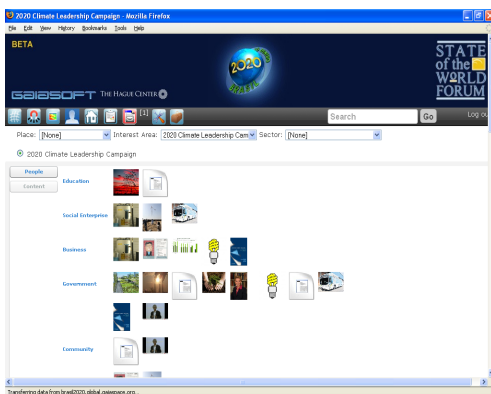 2020 Climate Leadership Campaign - Mozilla Firefox
File Edit View History Bookmarks Tools Help
BETA
2020
STATE
of the
WORLD
FORUM
GAIASOFT THE HAGUE CENTER
[1]
Search
Go
Log ou
Place: [None]
Interest Area: 2020 Climate Leadership Cam
Sector: [None]
2020 Climate Leadership Campaign
People
Content
Education
Social Enterprise
Business
Government
Community
Transferring data from brasil2020.global.gaiaspace.org...